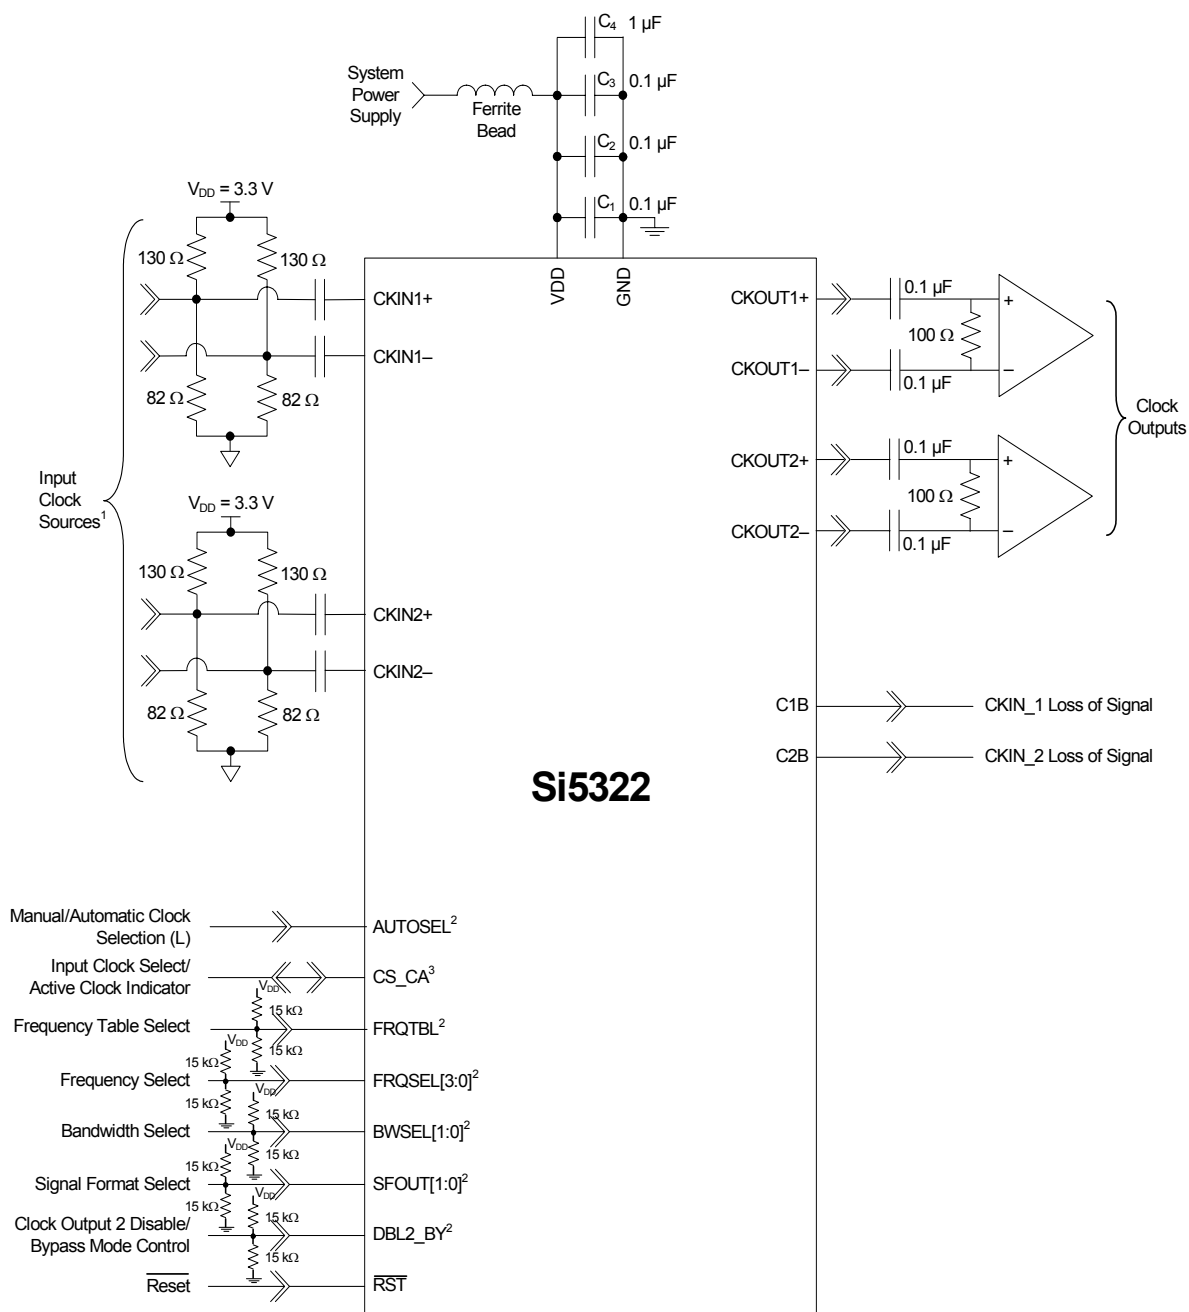 C4 1 µF
System
Power
Supply
Ferrite
Bead
C3 0.1 µF
C2 0.1 µF
C1 0.1 µF
VDD = 3.3 V
130 Ω
130 Ω
82 Ω
82 Ω
VDD = 3.3 V
130 Ω
130 Ω
82 Ω
82 Ω
Input
Clock
Sources1
VDD
GND
CKIN1+
CKIN1–
CKIN2+
CKIN2–
CKOUT1+
CKOUT1–
CKOUT2+
CKOUT2–
0.1 µF
100 Ω
0.1 µF
+
–
0.1 µF
100 Ω
0.1 µF
+
–
Clock
Outputs
C1B
CKIN_1 Loss of Signal
C2B
CKIN_2 Loss of Signal
Si5322
Manual/Automatic Clock
Selection (L)
AUTOSEL2
Input Clock Select/
Active Clock Indicator
CS_CA3
VDD
15 kΩ
Frequency Table Select
FRQTBL2
15 kΩ
VDD
15 kΩ
Frequency Select
FRQSEL[3:0]2
15 kΩ
VDD
15 kΩ
Bandwidth Select
BWSEL[1:0]2
15 kΩ
VDD
15 kΩ
Signal Format Select
SFOUT[1:0]2
15 kΩ
VDD
15 kΩ
Clock Output 2 Disable/
Bypass Mode Control
DBL2_BY2
15 kΩ
Reset
RST